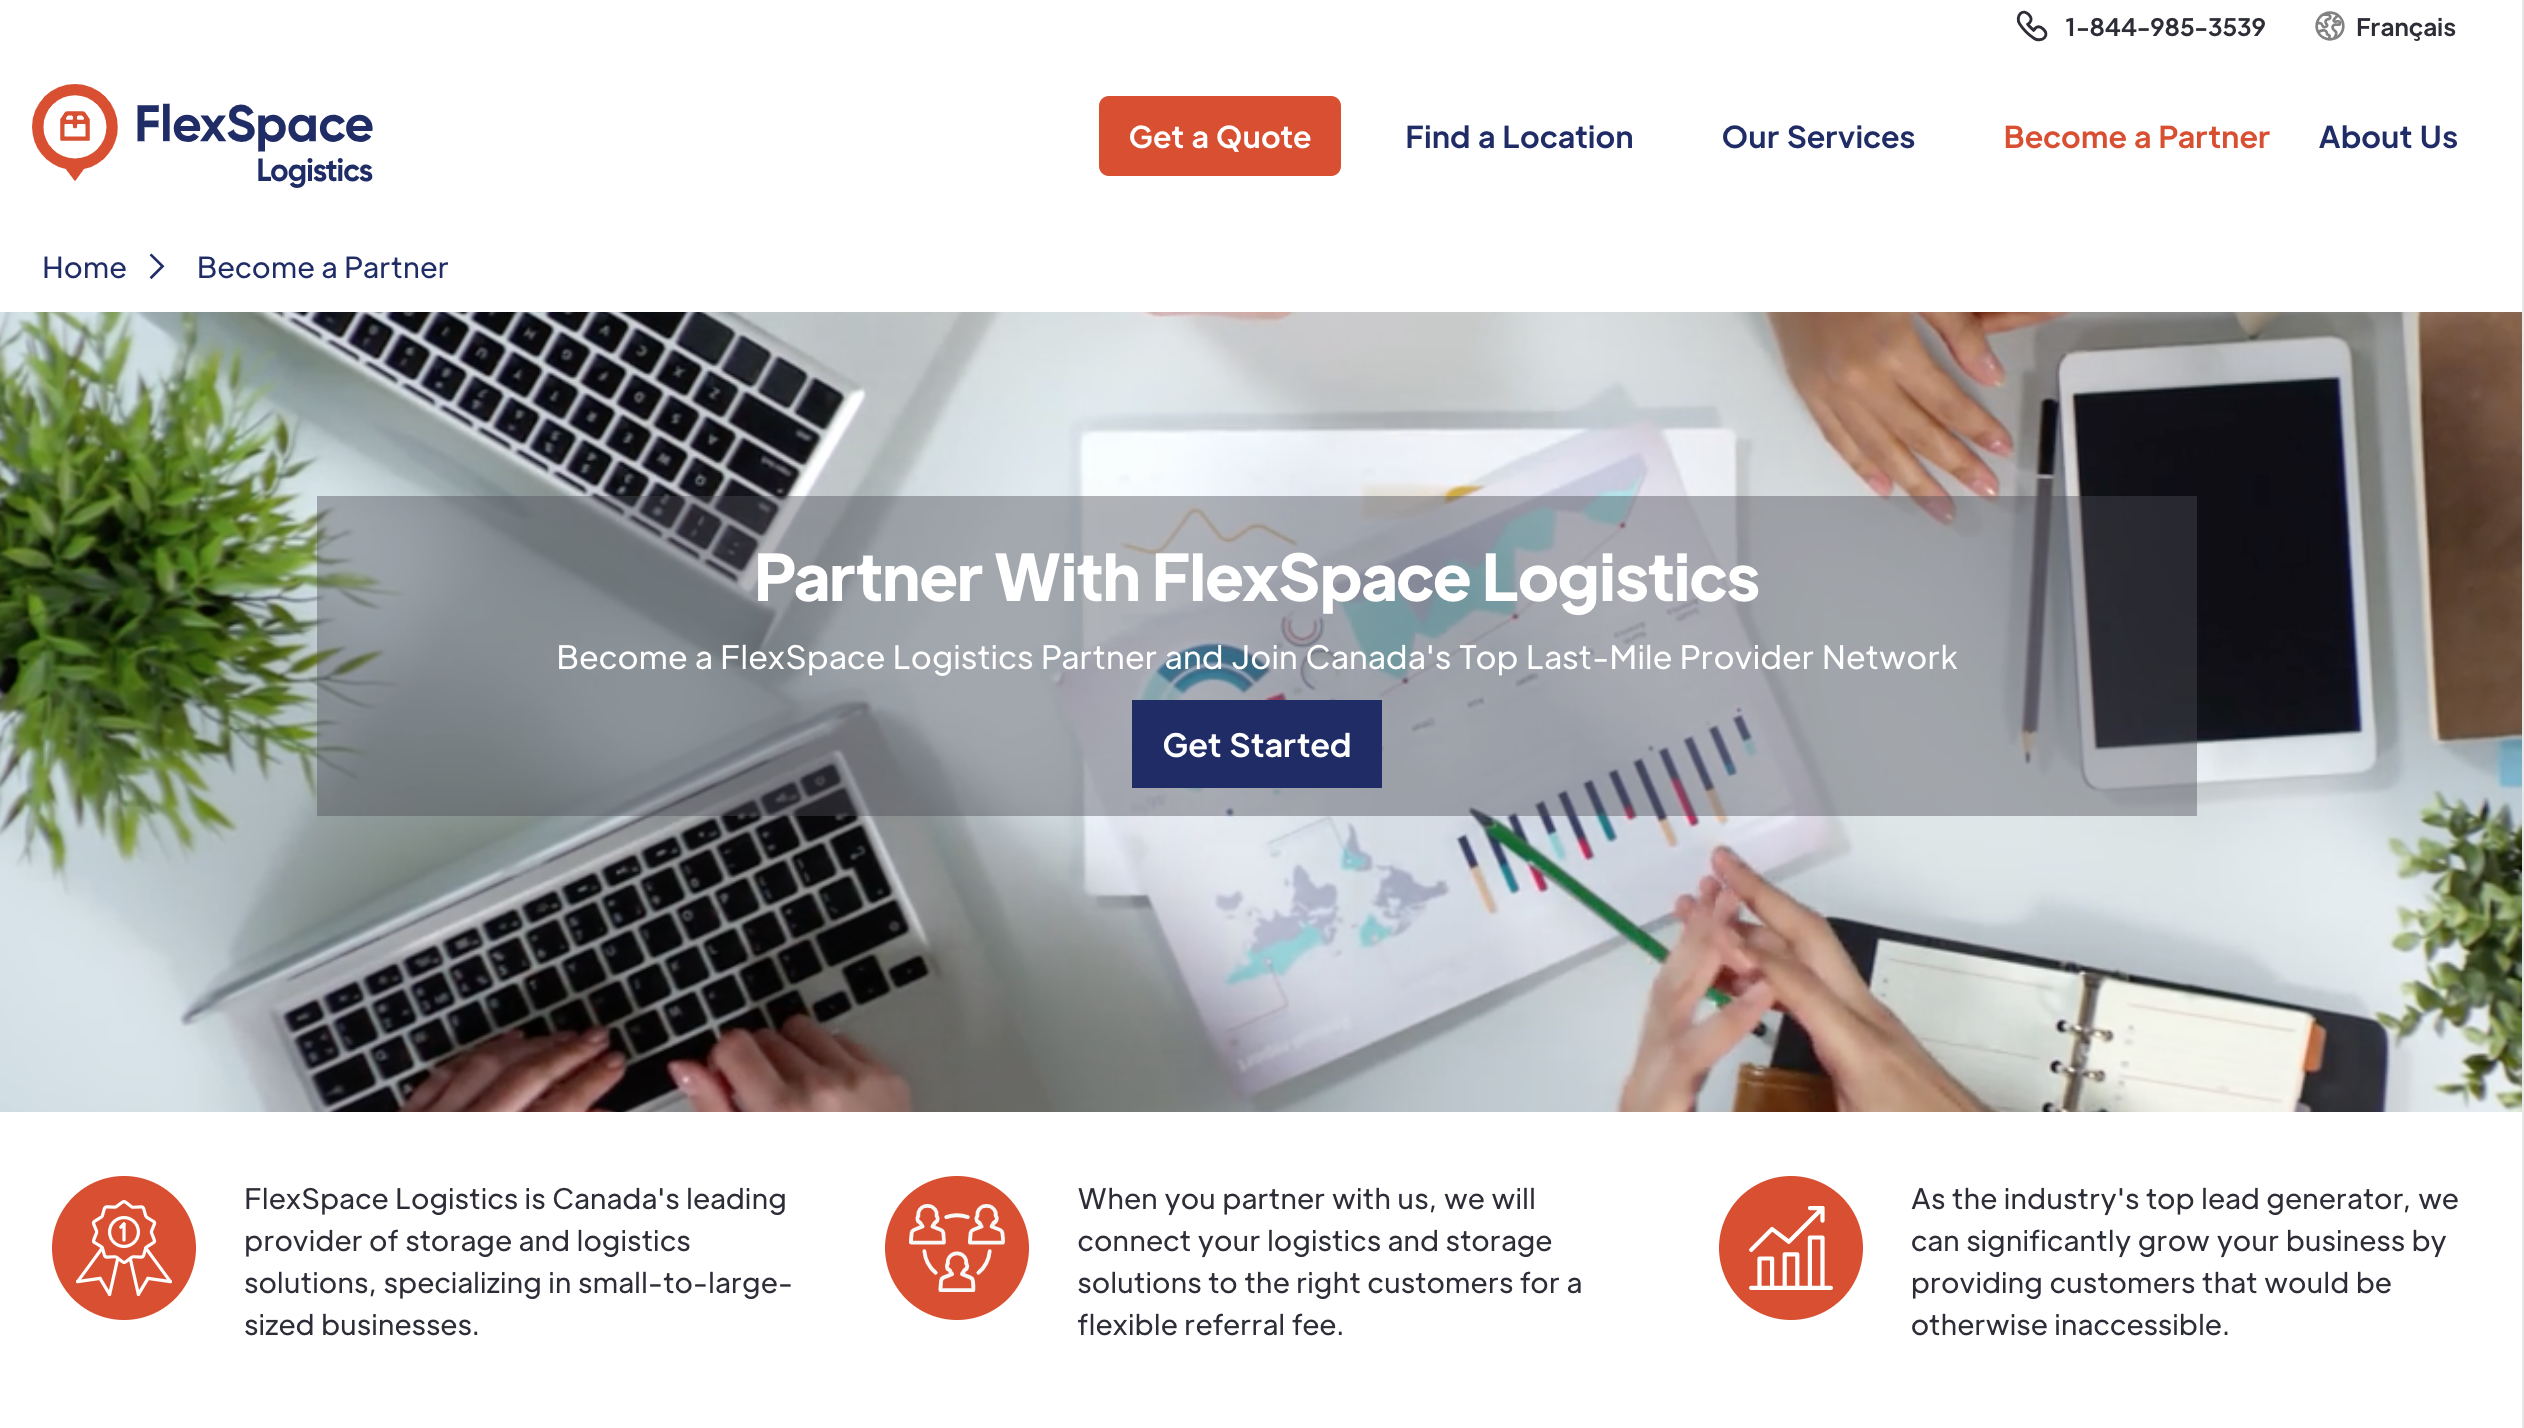 1-844-985-3539
Français
FlexSpace
Logistics
Get a Quote
Find a Location
Our Services
Become a Partner
About Us
Home
Become a Partner
Partner With FlexSpace Logistics
Become a FlexSpace Logistics Partner and Join Canada's Top Last-Mile Provider Network
Get Started
1
FlexSpace Logistics is Canada's leading
provider of storage and logistics
solutions, specializing in small-to-large-
sized businesses.
When you partner with us, we will
connect your logistics and storage
solutions to the right customers for a
flexible referral fee.
As the industry's top lead generator, we
can significantly grow your business by
providing customers that would be
otherwise inaccessible.